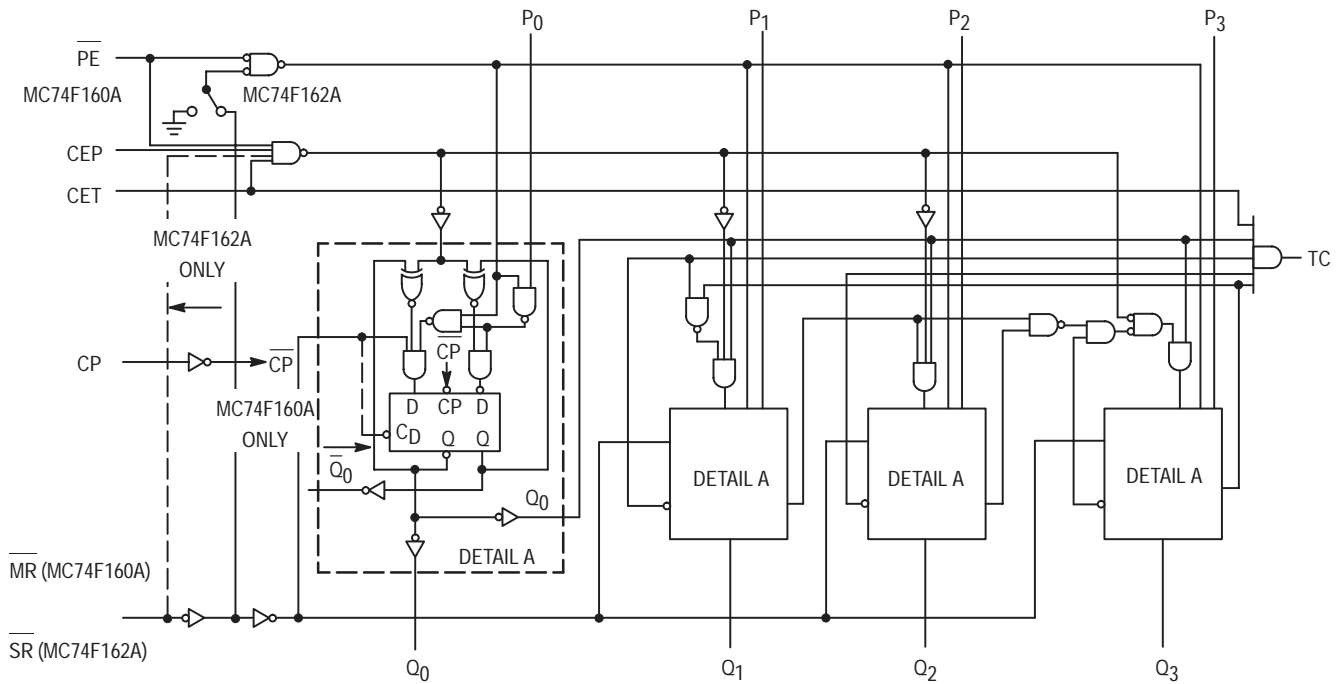 P0
P1
P2
P3
PE
MC74F160A
MC74F162A
CEP
CET
MC74F162A
ONLY
TC
CP
CP
CP
MC74F160A
ONLY
D CP D
CD Q Q
Q0
Q0
DETAIL A
DETAIL A
DETAIL A
DETAIL A
MR (MC74F160A)
SR (MC74F162A)
Q0
Q1
Q2
Q3